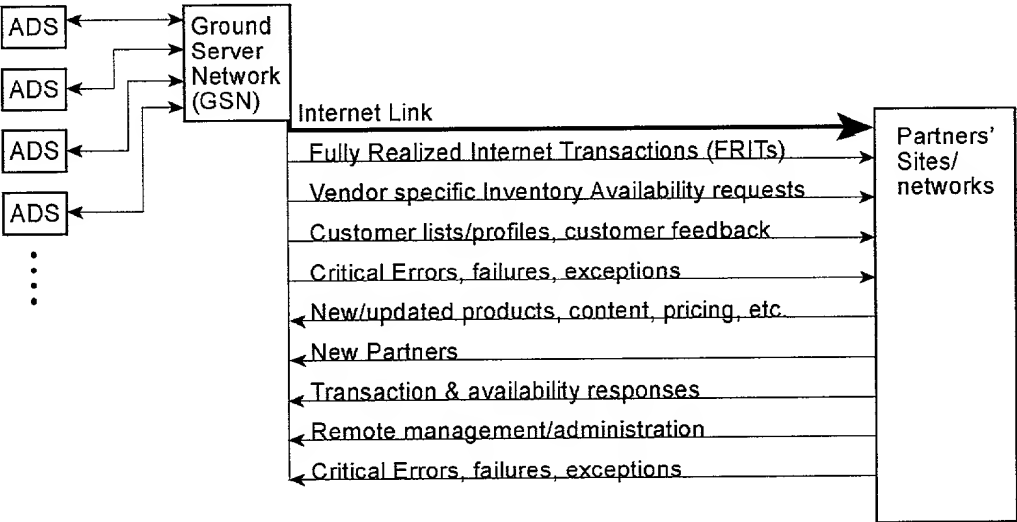 ADS
ADS
ADS
ADS
Ground
Server
Network
(GSN)
Internet Link
Fully Realized Internet Transactions (FRITs)
Vendor specific Inventory Availability requests
Customer lists/profiles, customer feedback
Critical Errors, failures, exceptions
New/updated products, content, pricing, etc.
New Partners
Transaction & availability responses
Remote management/administration
Critical Errors, failures, exceptions
Partners'
Sites/
networks